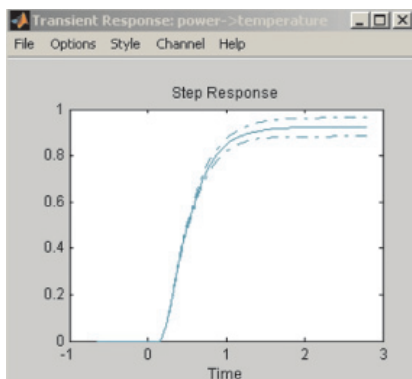 Transient Response: power->temperature
File Options Style Channel Help
Step Response
1
0.8
0.6
0.4
0.2
0
-1 0 1 2 3
Time